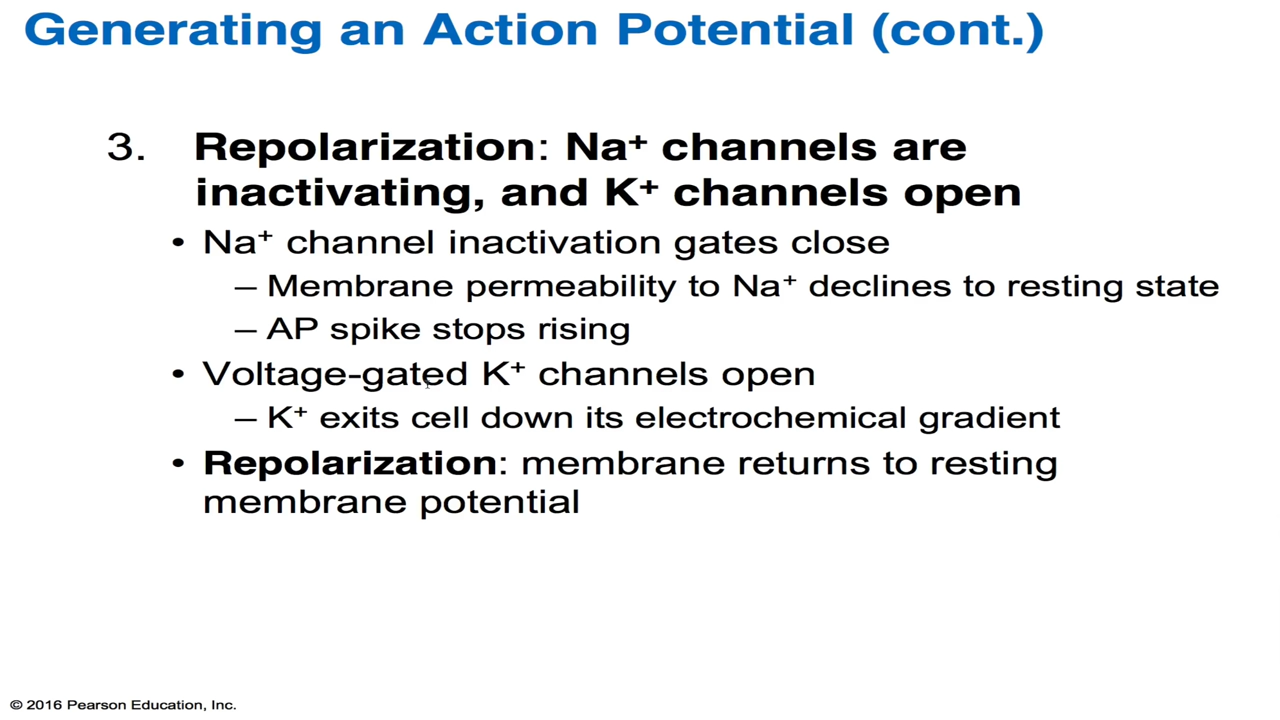 Generating an Action Potential (cont.)
3. Repolarization: Na⁺ channels are
inactivating, and K⁺ channels open
• Na⁺ channel inactivation gates close
– Membrane permeability to Na⁺ declines to resting state
– AP spike stops rising
• Voltage-gated K⁺ channels open
– K⁺ exits cell down its electrochemical gradient
• Repolarization: membrane returns to resting
membrane potential
© 2016 Pearson Education, Inc.